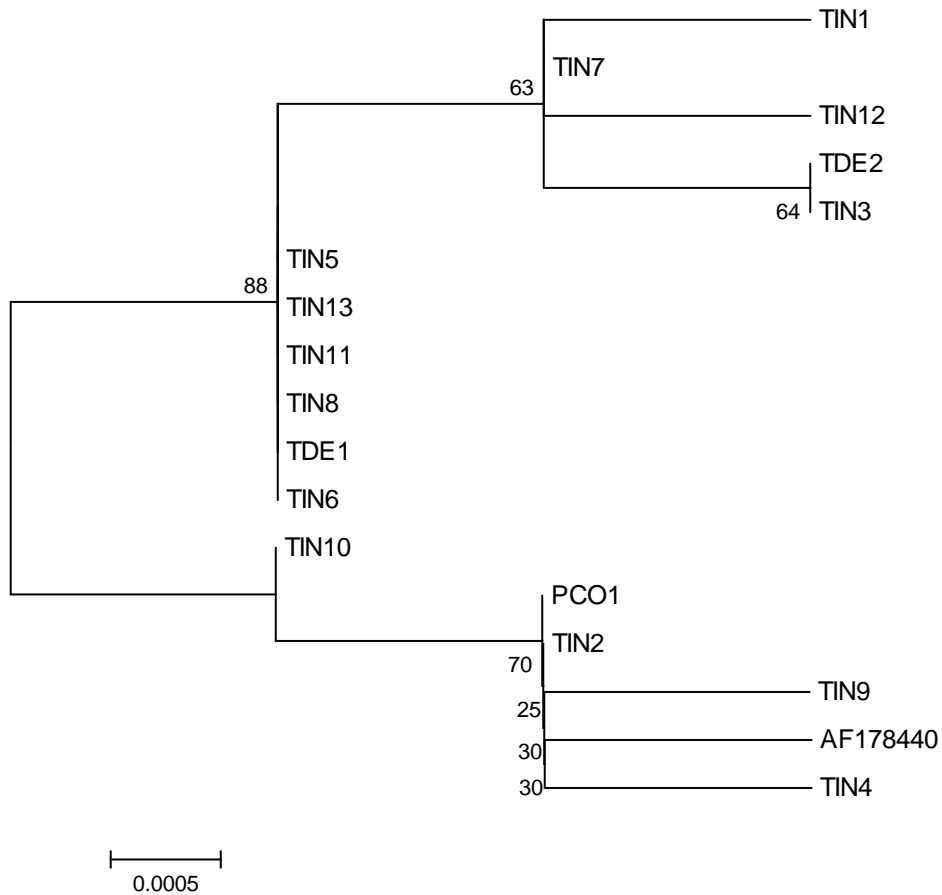 TIN1
TIN7
63
TIN12
TDE2
64
TIN3
TIN5
88
TIN13
TIN11
TIN8
TDE1
TIN6
TIN10
PCO1
TIN2
70
TIN9
25
AF178440
30
TIN4
30
0.0005